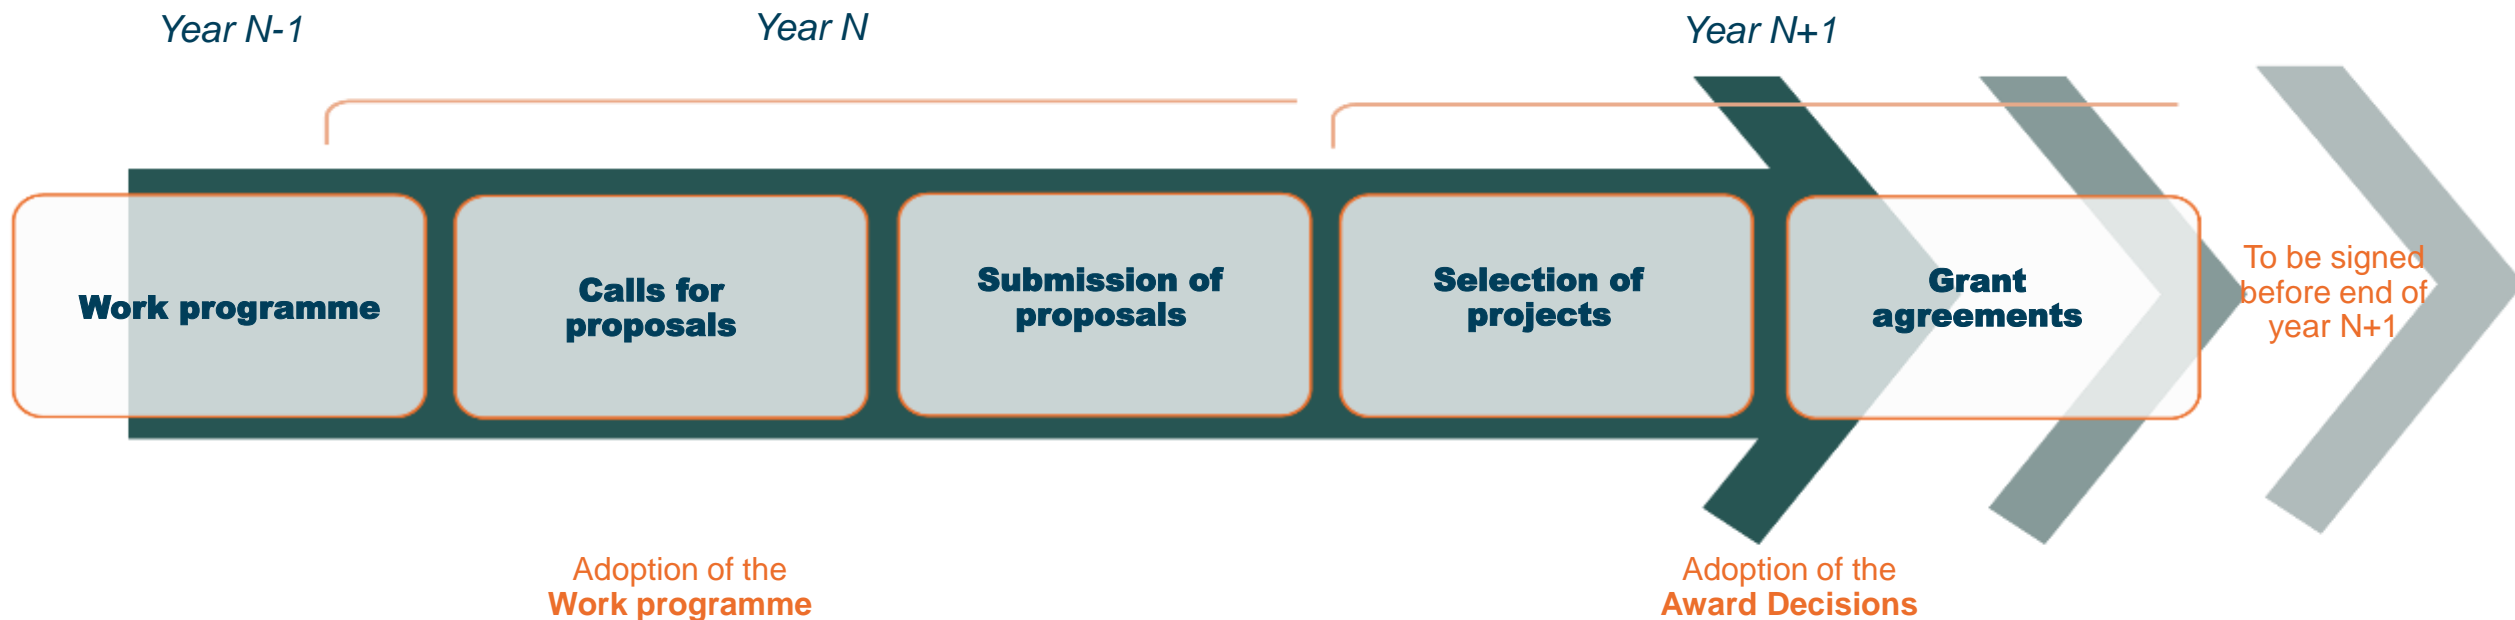 Year N-1
Year N
Year N+1
Work programme
Calls for
proposals
Submission of
proposals
Selection of
projects
Grant
agreements
To be signed
before end of
year N+1
Adoption of the
Work programme
Adoption of the
Award Decisions